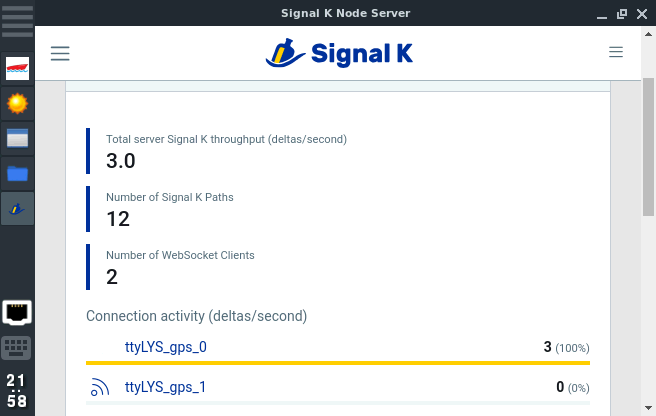 Signal K Node Server
Signal K
Total server Signal K throughput (deltas/second)
3.0
Number of Signal K Paths
12
Number of WebSocket Clients
2
Connection activity (deltas/second)
ttyLYS_gps_0 3 (100%)
ttyLYS_gps_1 0 (0%)
21
58